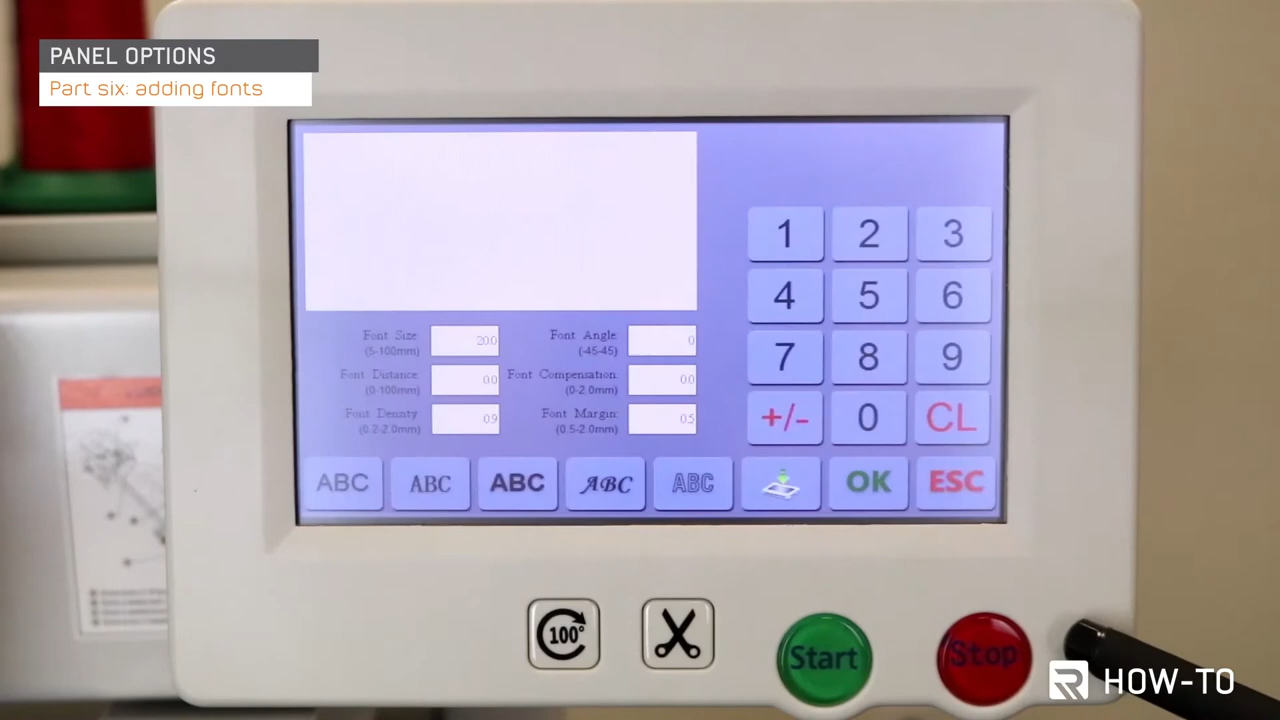 PANEL OPTIONS
Part six: adding fonts
1 2 3
4 5 6
7 8 9
+/- 0 CL
Font Size: 20.0 Font Angle: 0
(5-100mm) (-45-45)
Font Distance: 0.0 Font Compensation: 0.0
(0-100mm) (0-2.0mm)
Font Density: 0.9 Font Margin: 0.5
(0.2-2.0mm) (0.5-2.0mm)
ABC ABC ABC ABC ABC OK ESC
100°
Start Stop
HOW-TO